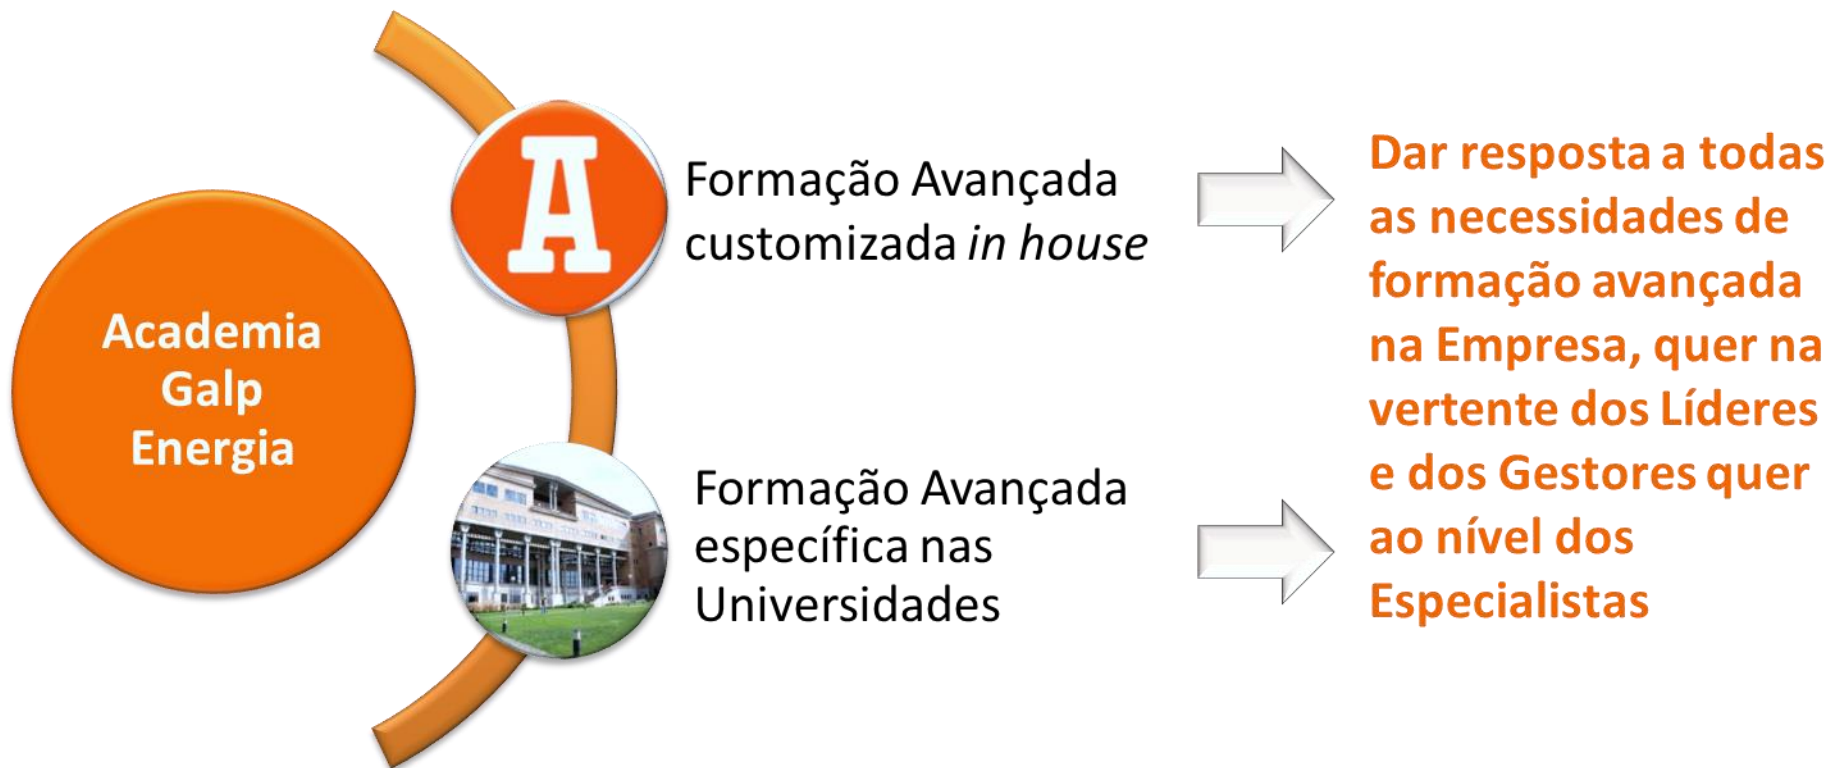 Academia
Galp
Energia
A
Formação Avançada
customizada in house
Formação Avançada
específica nas
Universidades
Dar resposta a todas
as necessidades de
formação avançada
na Empresa, quer na
vertente dos Líderes
e dos Gestores quer
ao nível dos
Especialistas